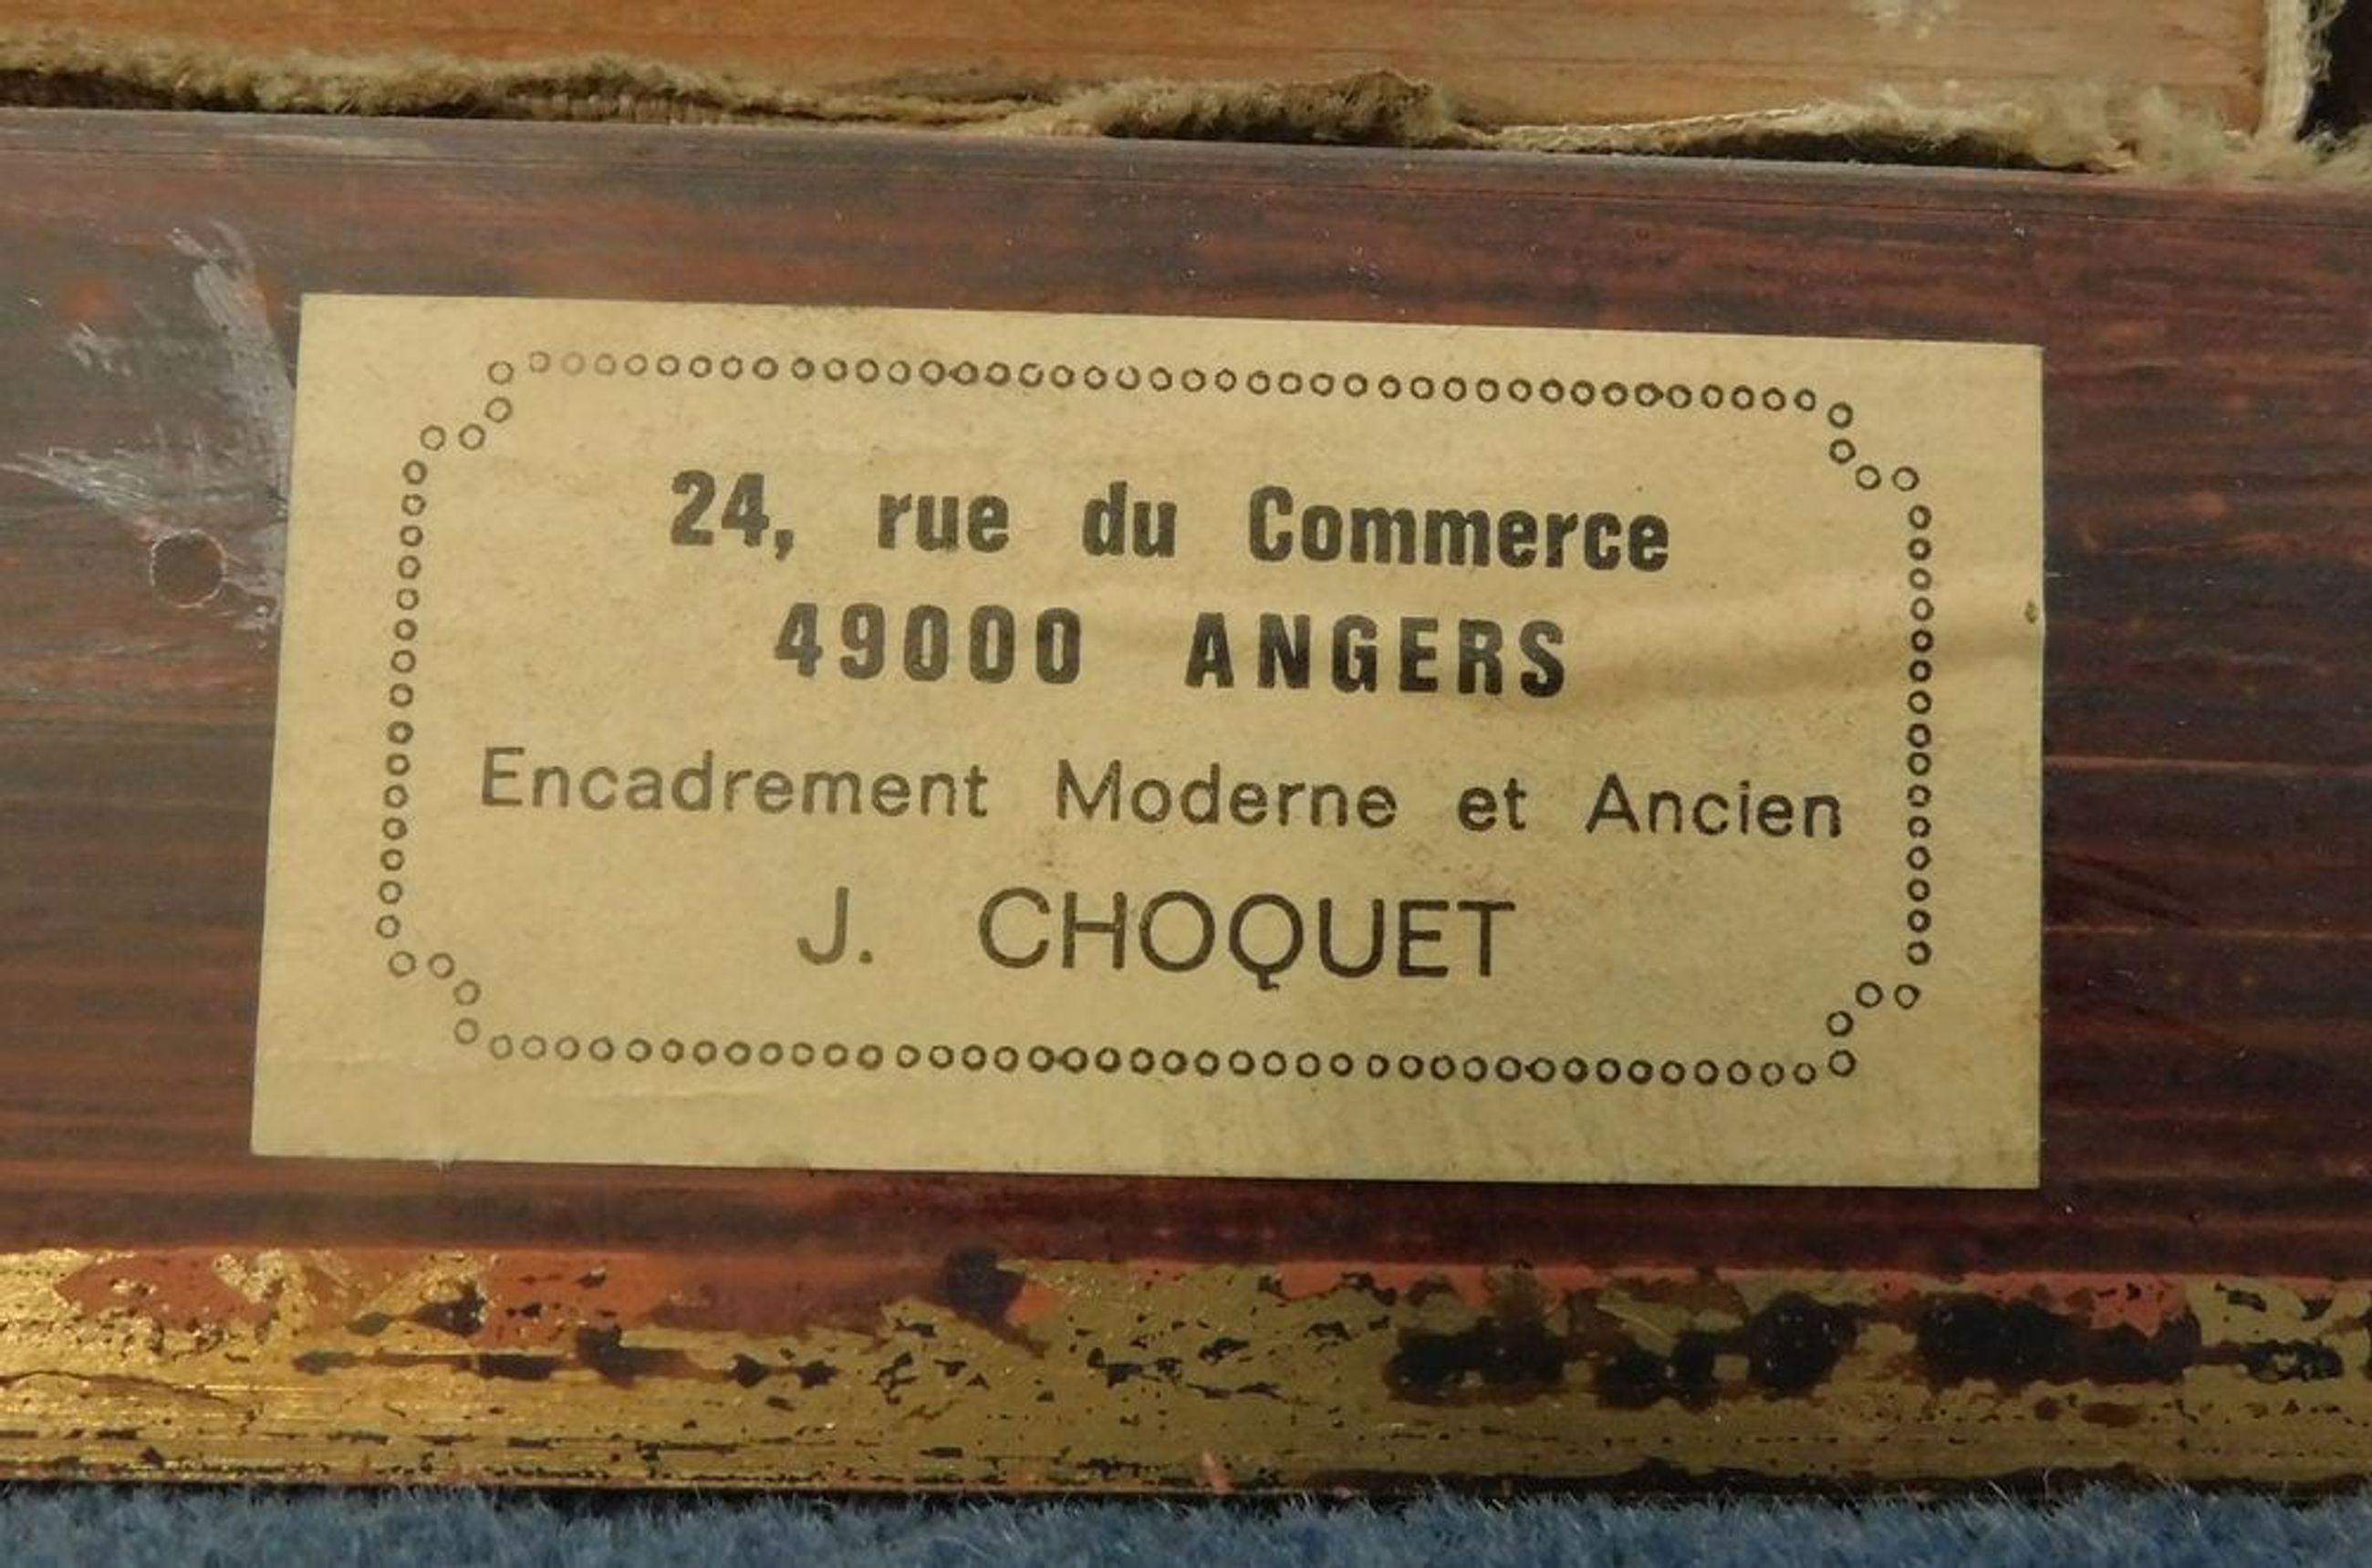 24, rue du Commerce
49000 ANGERS
Encadrement Moderne et Ancien
J. CHOQUET